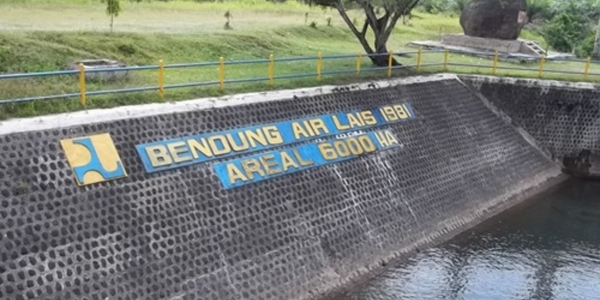 BENDUNG AIR LAIS 1981
AREAL 6000 HA